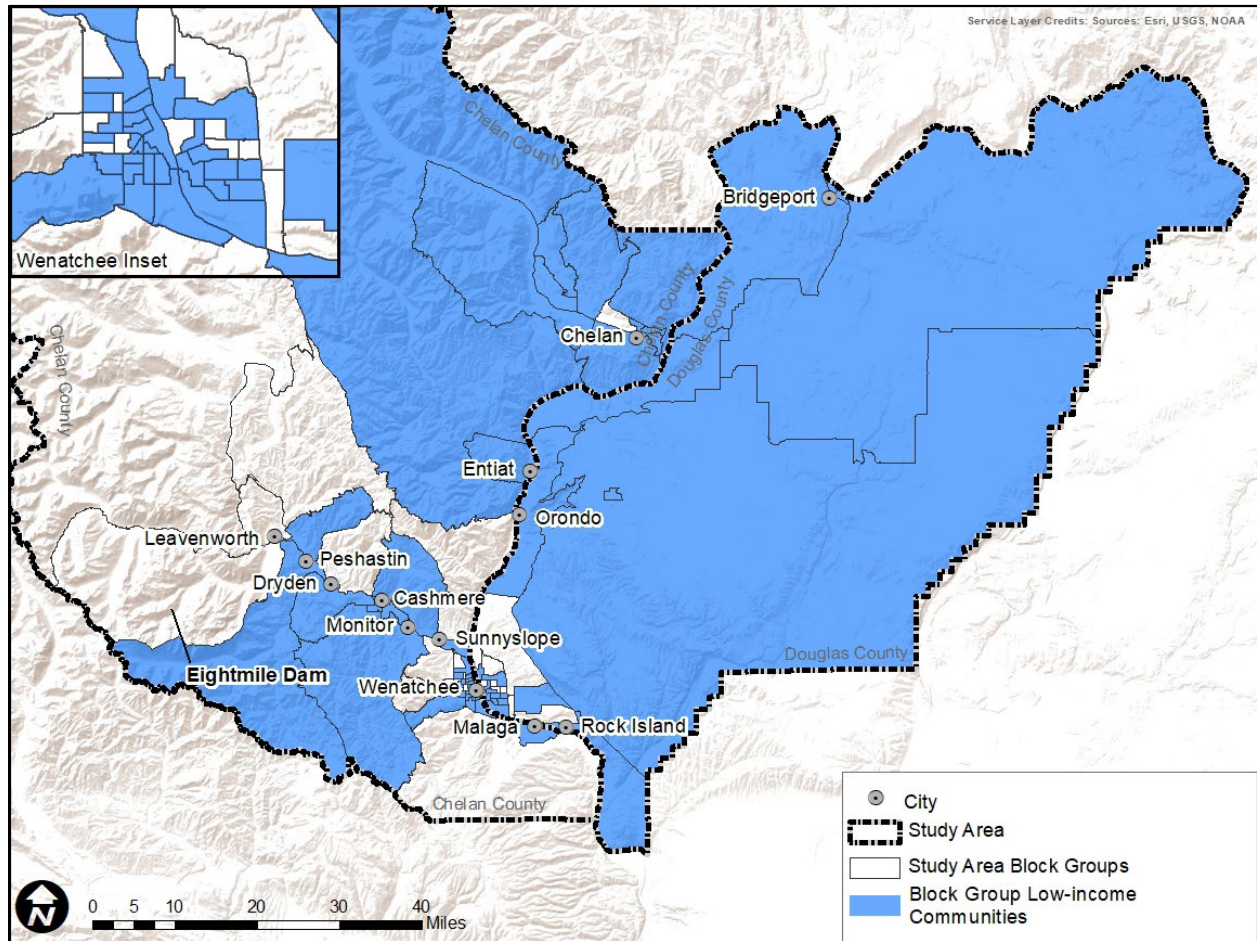 Service Layer Credits: Sources: Esri, USGS, NOAA
Wenatchee Inset
Chelan County
Bridgeport
Chelan County
Douglas County
Chelan
Chelan County
Entiat
Orondo
Leavenworth
Peshastin
Dryden
Cashmere
Monitor
Sunnyslope
Eightmile Dam
Douglas County
Wenatchee
Malaga
Rock Island
Chelan County
City
Study Area
Study Area Block Groups
Block Group Low-income
Communities
N
0 5 10 20 30 40
Miles